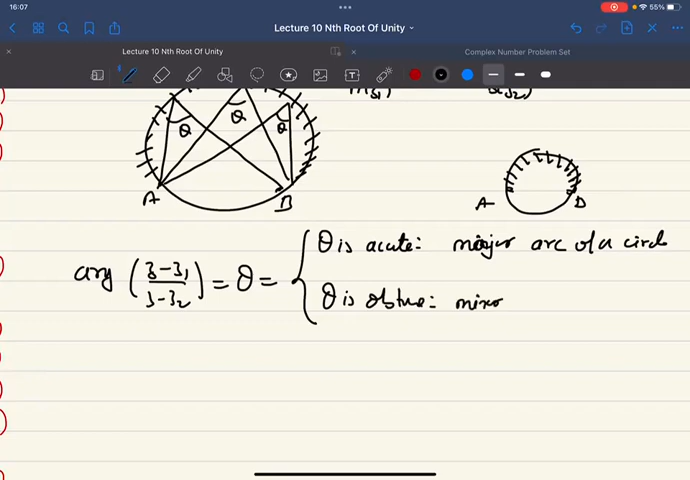 16:07
55%
Lecture 10 Nth Root Of Unity
Lecture 10 Nth Root Of Unity
Complex Number Problem Set
θ θ θ
A B
A B
arg (z-z₁/z-z₂) = θ =
θ is acute: major arc of a circle
θ is obtuse: minor